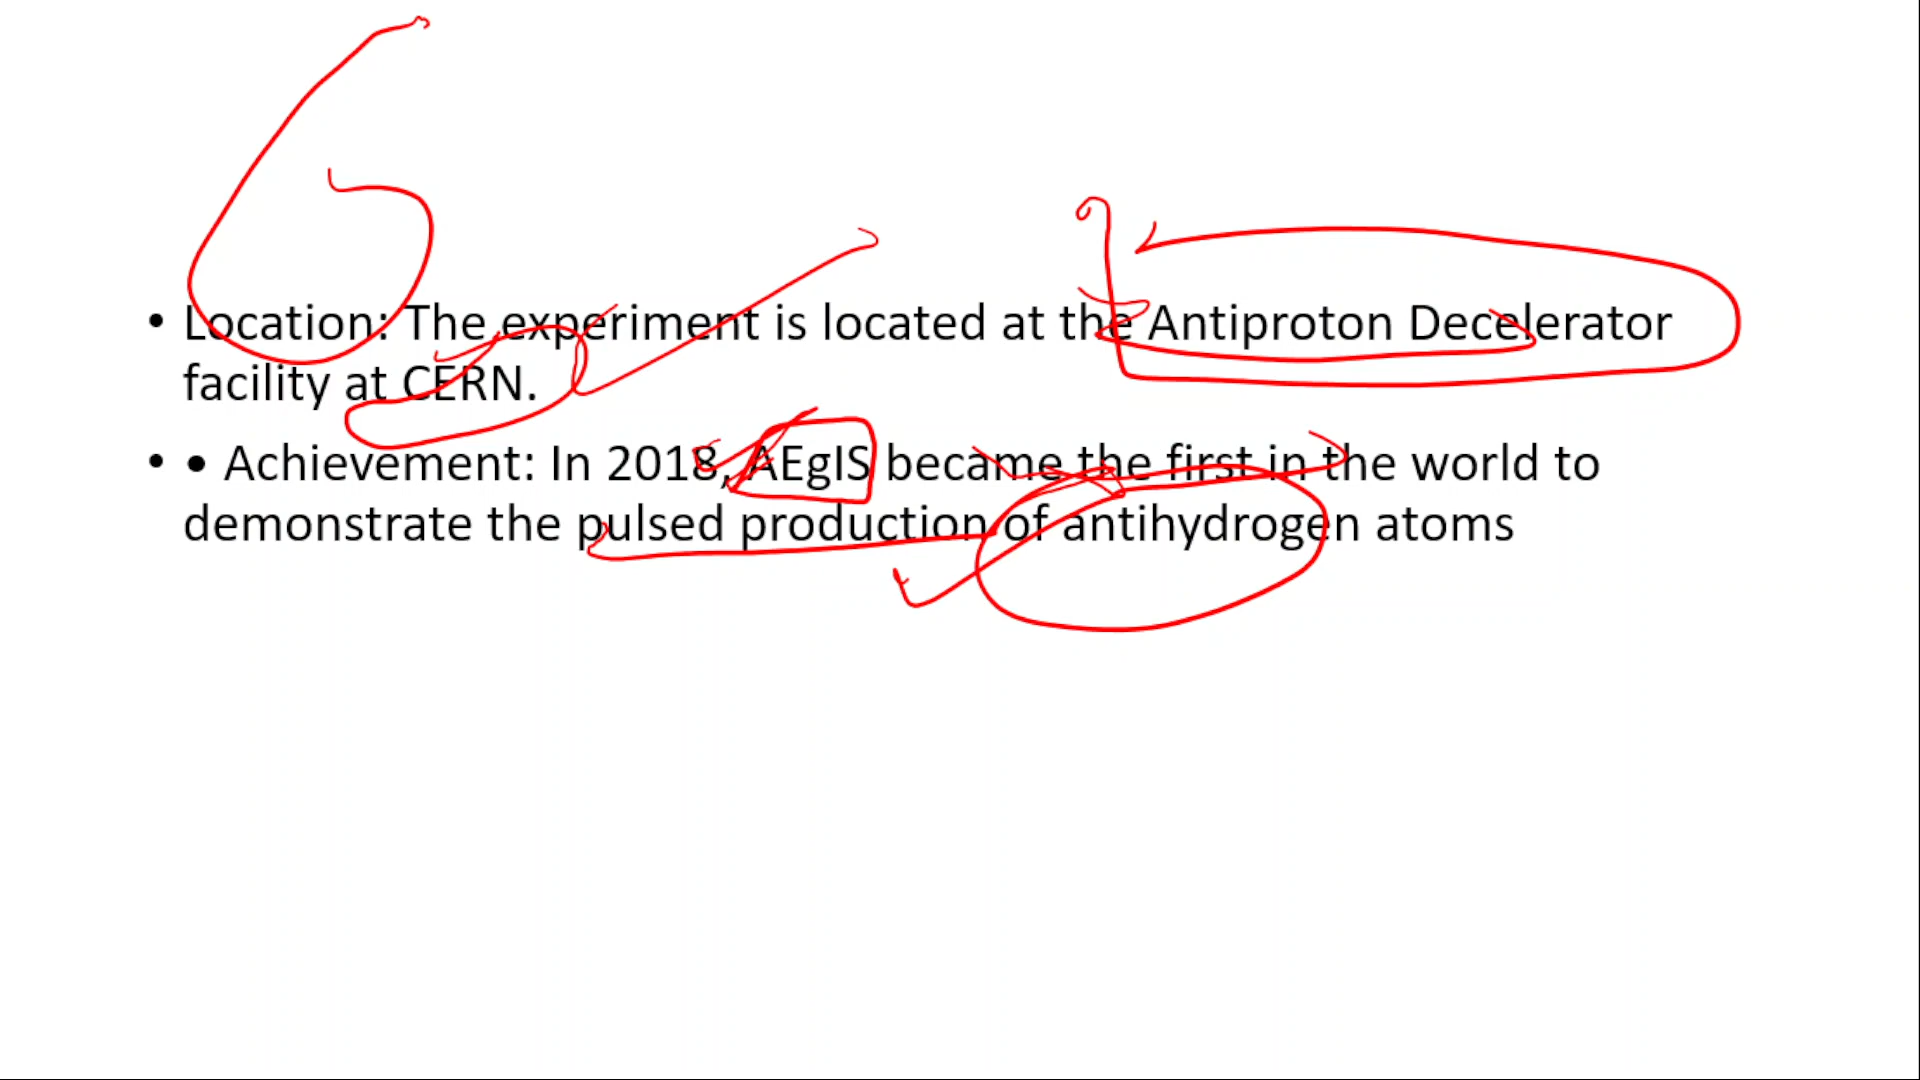 • Location: The experiment is located at the Antiproton Decelerator
facility at CERN.
• • Achievement: In 2018, AEgIS became the first in the world to
demonstrate the pulsed production of antihydrogen atoms